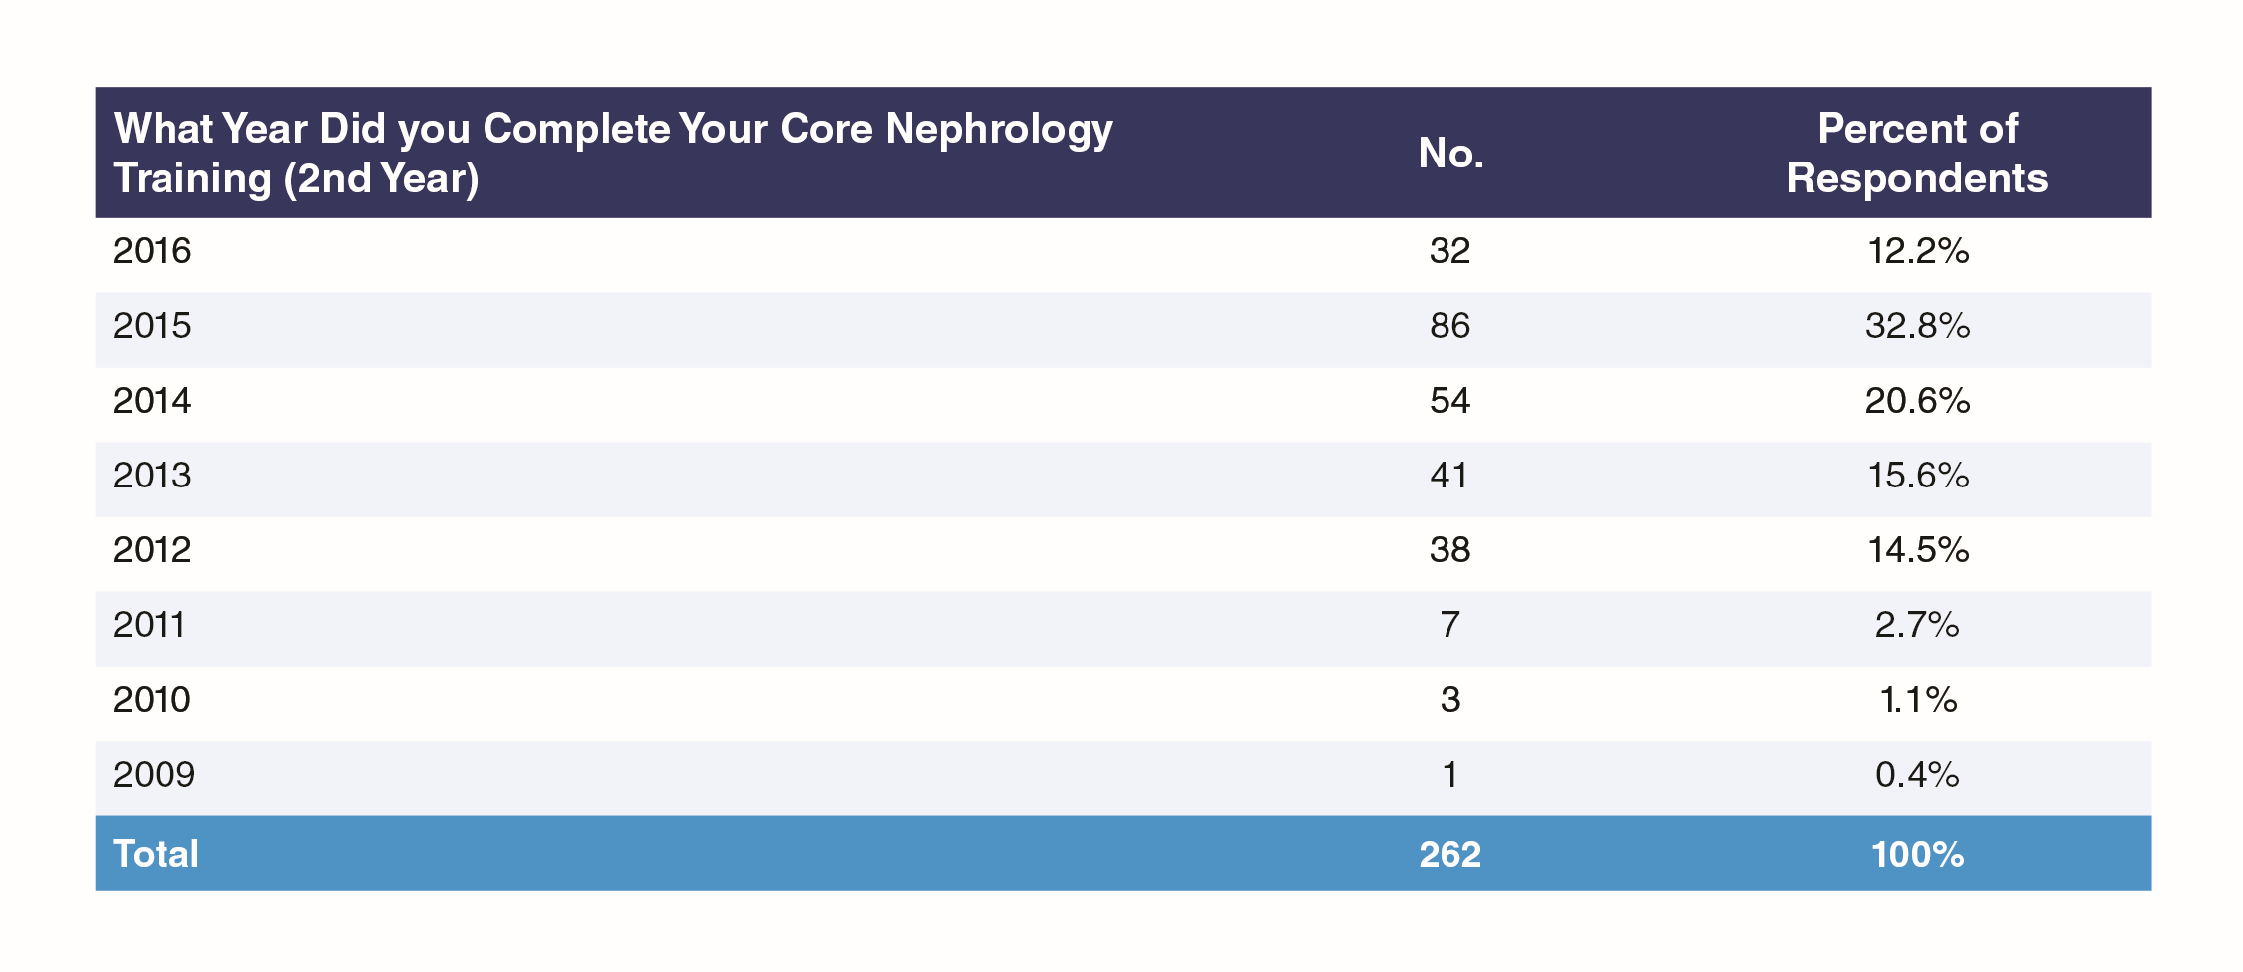 What Year Did you Complete Your Core Nephrology
Training (2nd Year)
No.
Percent of
Respondents
2016 32 12.2%
2015 86 32.8%
2014 54 20.6%
2013 41 15.6%
2012 38 14.5%
2011 7 2.7%
2010 3 1.1%
2009 1 0.4%
Total 262 100%